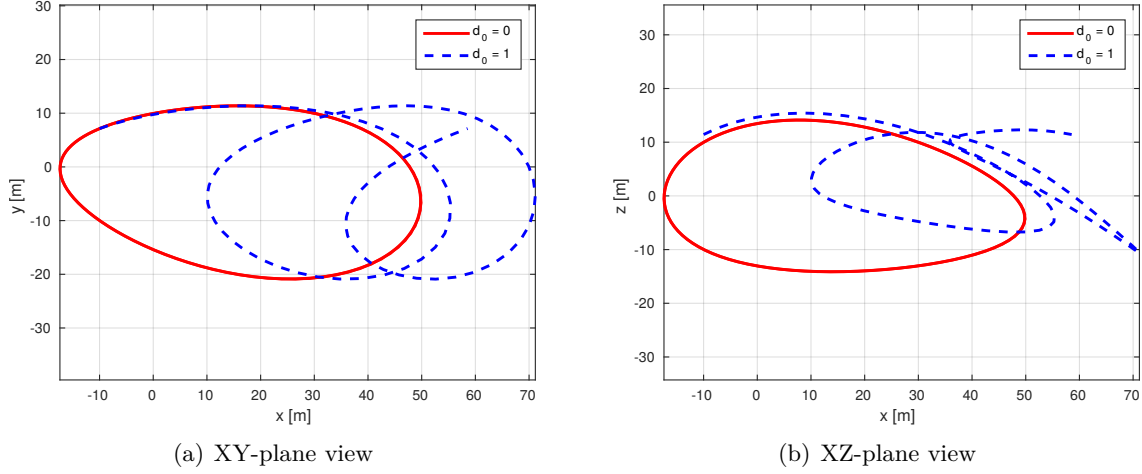 30
20
10
0
-10
-20
-30
y [m]
-10 0 10 20 30 40 50 60 70
x [m]
d₀ = 0
d₀ = 1
(a) XY-plane view
30
20
10
0
-10
-20
-30
z [m]
-10 0 10 20 30 40 50 60 70
x [m]
d₀ = 0
d₀ = 1
(b) XZ-plane view